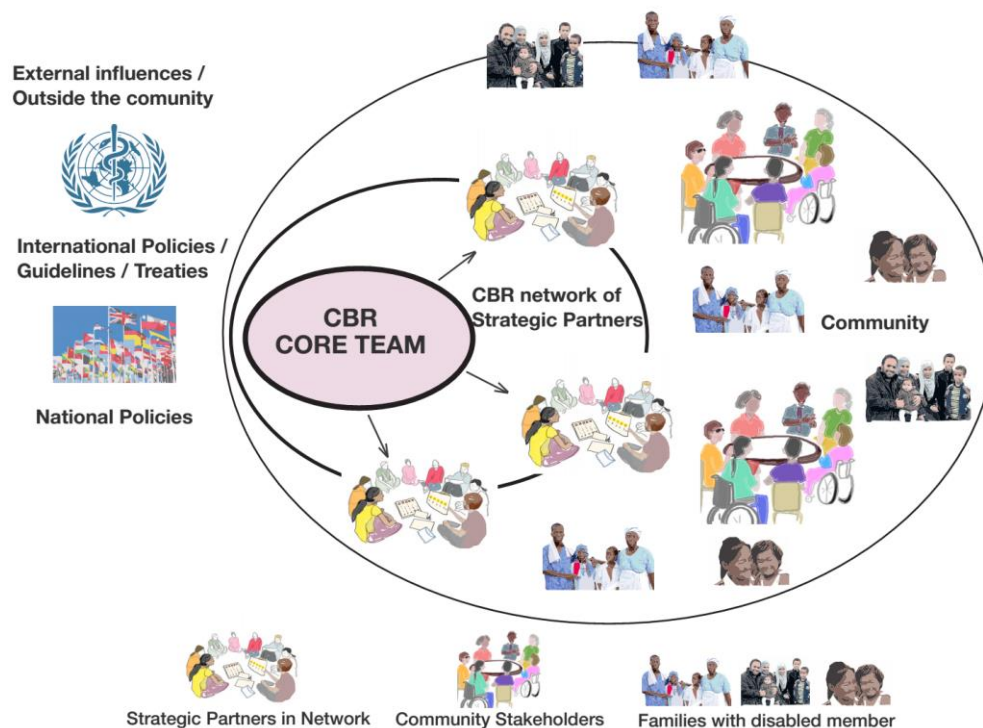 External influences /
Outside the comunity
International Policies /
Guidelines / Treaties
National Policies
CBR
CORE TEAM
CBR network of
Strategic Partners
Community
Strategic Partners in Network
Community Stakeholders
Families with disabled member